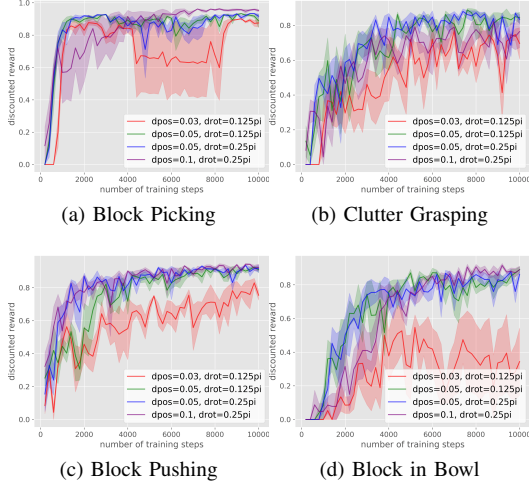 discounted reward
1.0
0.8
0.6
0.4
0.2
0.0
dpos=0.03, drot=0.125pi
dpos=0.05, drot=0.125pi
dpos=0.05, drot=0.25pi
dpos=0.1, drot=0.25pi
0 2000 4000 6000 8000 10000
number of training steps
(a) Block Picking
discounted reward
0.8
0.6
0.4
0.2
0.0
dpos=0.03, drot=0.125pi
dpos=0.05, drot=0.125pi
dpos=0.05, drot=0.25pi
dpos=0.1, drot=0.25pi
0 2000 4000 6000 8000 10000
number of training steps
(b) Clutter Grasping
discounted reward
0.8
0.6
0.4
0.2
0.0
dpos=0.03, drot=0.125pi
dpos=0.05, drot=0.125pi
dpos=0.05, drot=0.25pi
dpos=0.1, drot=0.25pi
0 2000 4000 6000 8000 10000
number of training steps
(c) Block Pushing
discounted reward
0.8
0.6
0.4
0.2
0.0
dpos=0.03, drot=0.125pi
dpos=0.05, drot=0.125pi
dpos=0.05, drot=0.25pi
dpos=0.1, drot=0.25pi
0 2000 4000 6000 8000 10000
number of training steps
(d) Block in Bowl